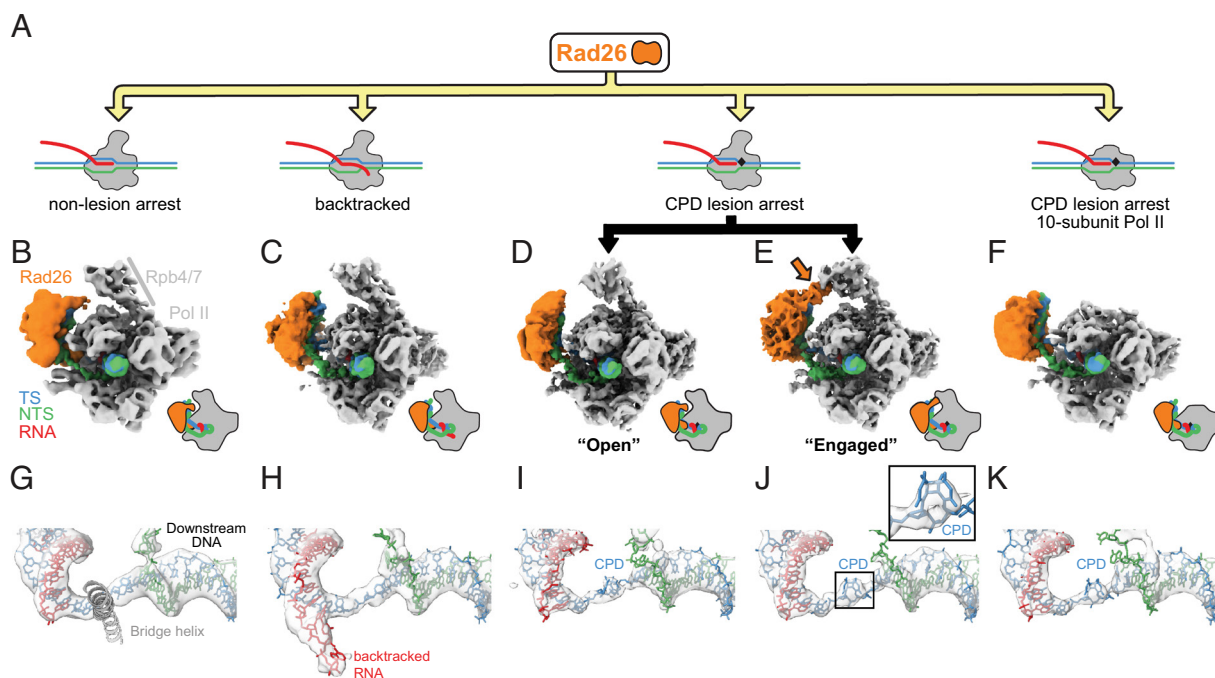 A
Rad26
non-lesion arrest
backtracked
CPD lesion arrest
CPD lesion arrest
10-subunit Pol II
B
C
D
E
F
Rad26
Rpb4/7
Pol II
TS
NTS
RNA
"Open"
"Engaged"
G
H
I
J
K
Downstream
DNA
Bridge helix
backtracked
RNA
CPD
CPD
CPD
CPD